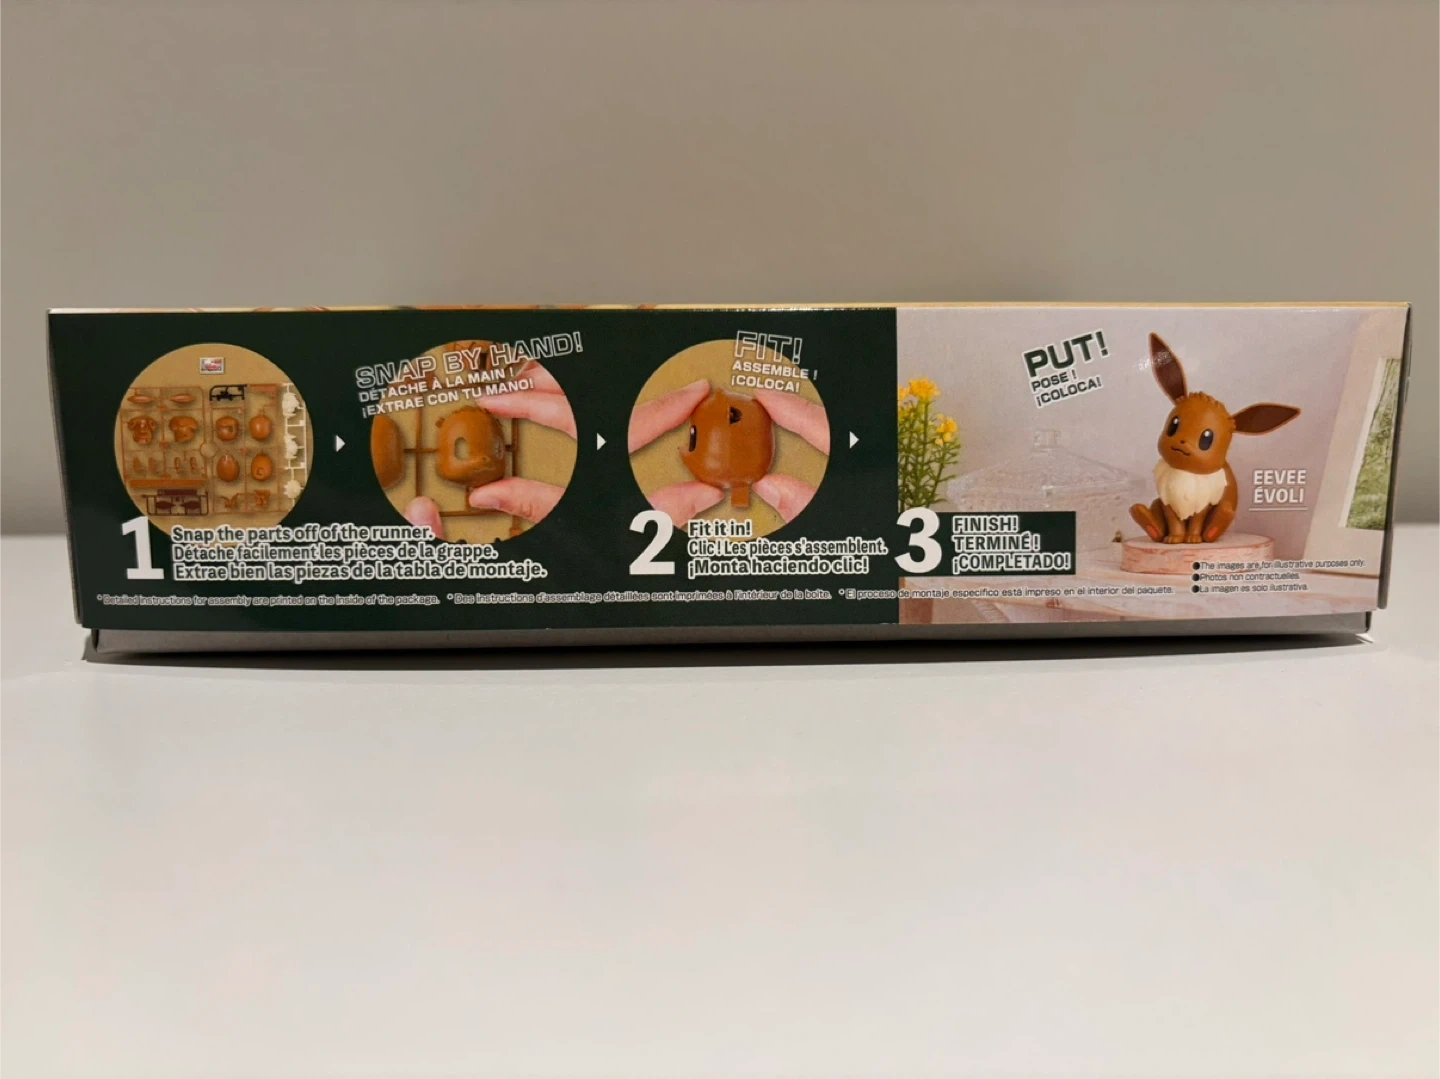 SNAP BY HAND!
DÉTACHE À LA MAIN !
¡EXTRAE CON TU MANO!
1
Snap the parts off of the runner.
Détache facilement les pièces de la grappe.
Extrae bien las piezas de la tabla de montaje.
FIT!
ASSEMBLE !
¡COLOCA!
2
Fit it in!
Clic! Les pièces s'assemblent.
¡Monta haciendo clic!
PUT!
POSE !
¡COLOCA!
3
FINISH!
TERMINÉ !
¡COMPLETADO!
EEVEE
ÉVOLI
●The images are for illustrative purposes only.
●Photos non contractuelles.
●La imagen es solo ilustrativa.
* Detailed instructions for assembly are printed on the inside of the package. * Des instructions d'assemblage détaillées sont imprimées à l'intérieur de la boîte. * El proceso de montaje específico está impreso en el interior del paquete.